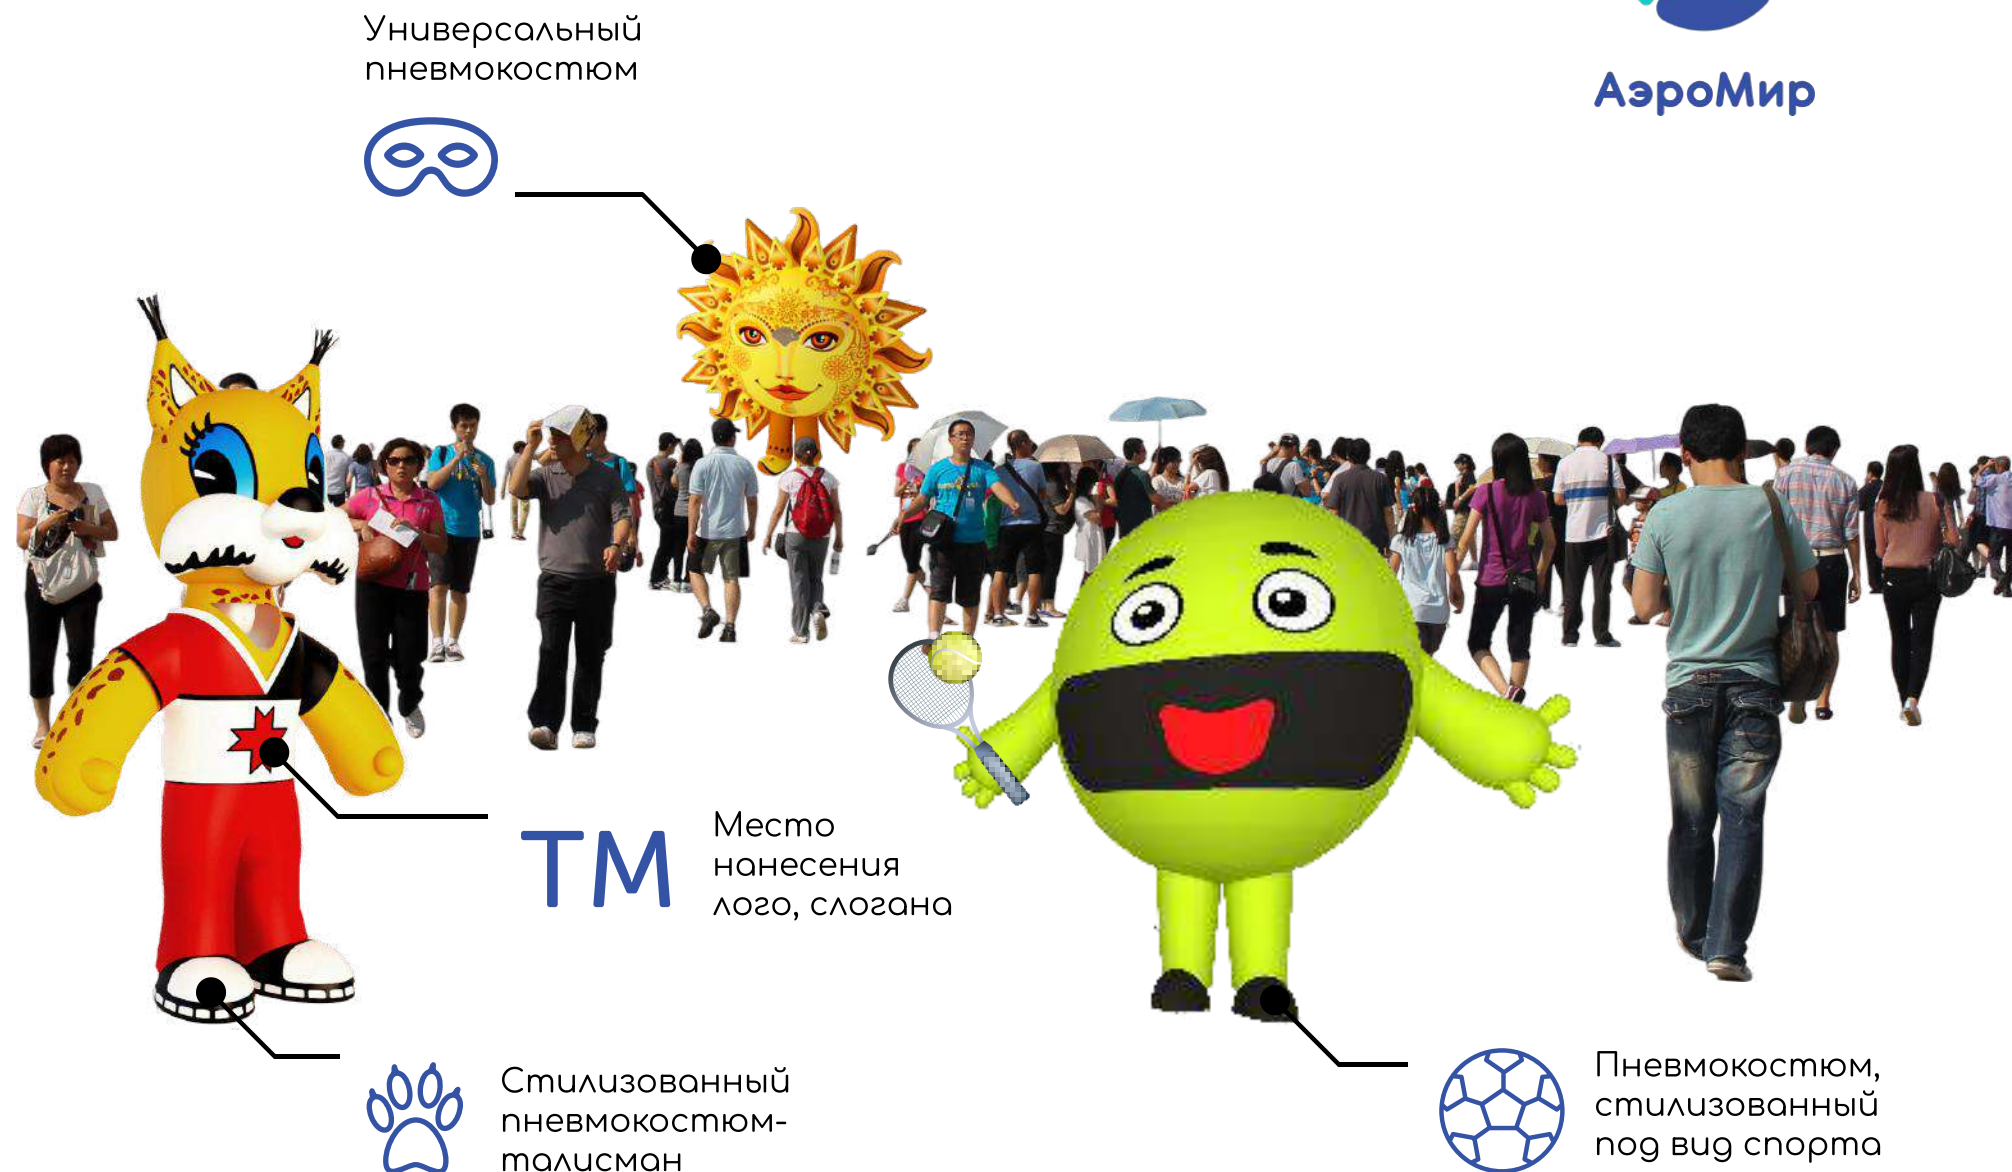 Универсальный
пневмокостюм
АэроМир
ТМ
Место
нанесения
лого, слогана
Стилизованный
пневмокостюм-
талисман
Пневмокостюм,
стилизованный
под вид спорта